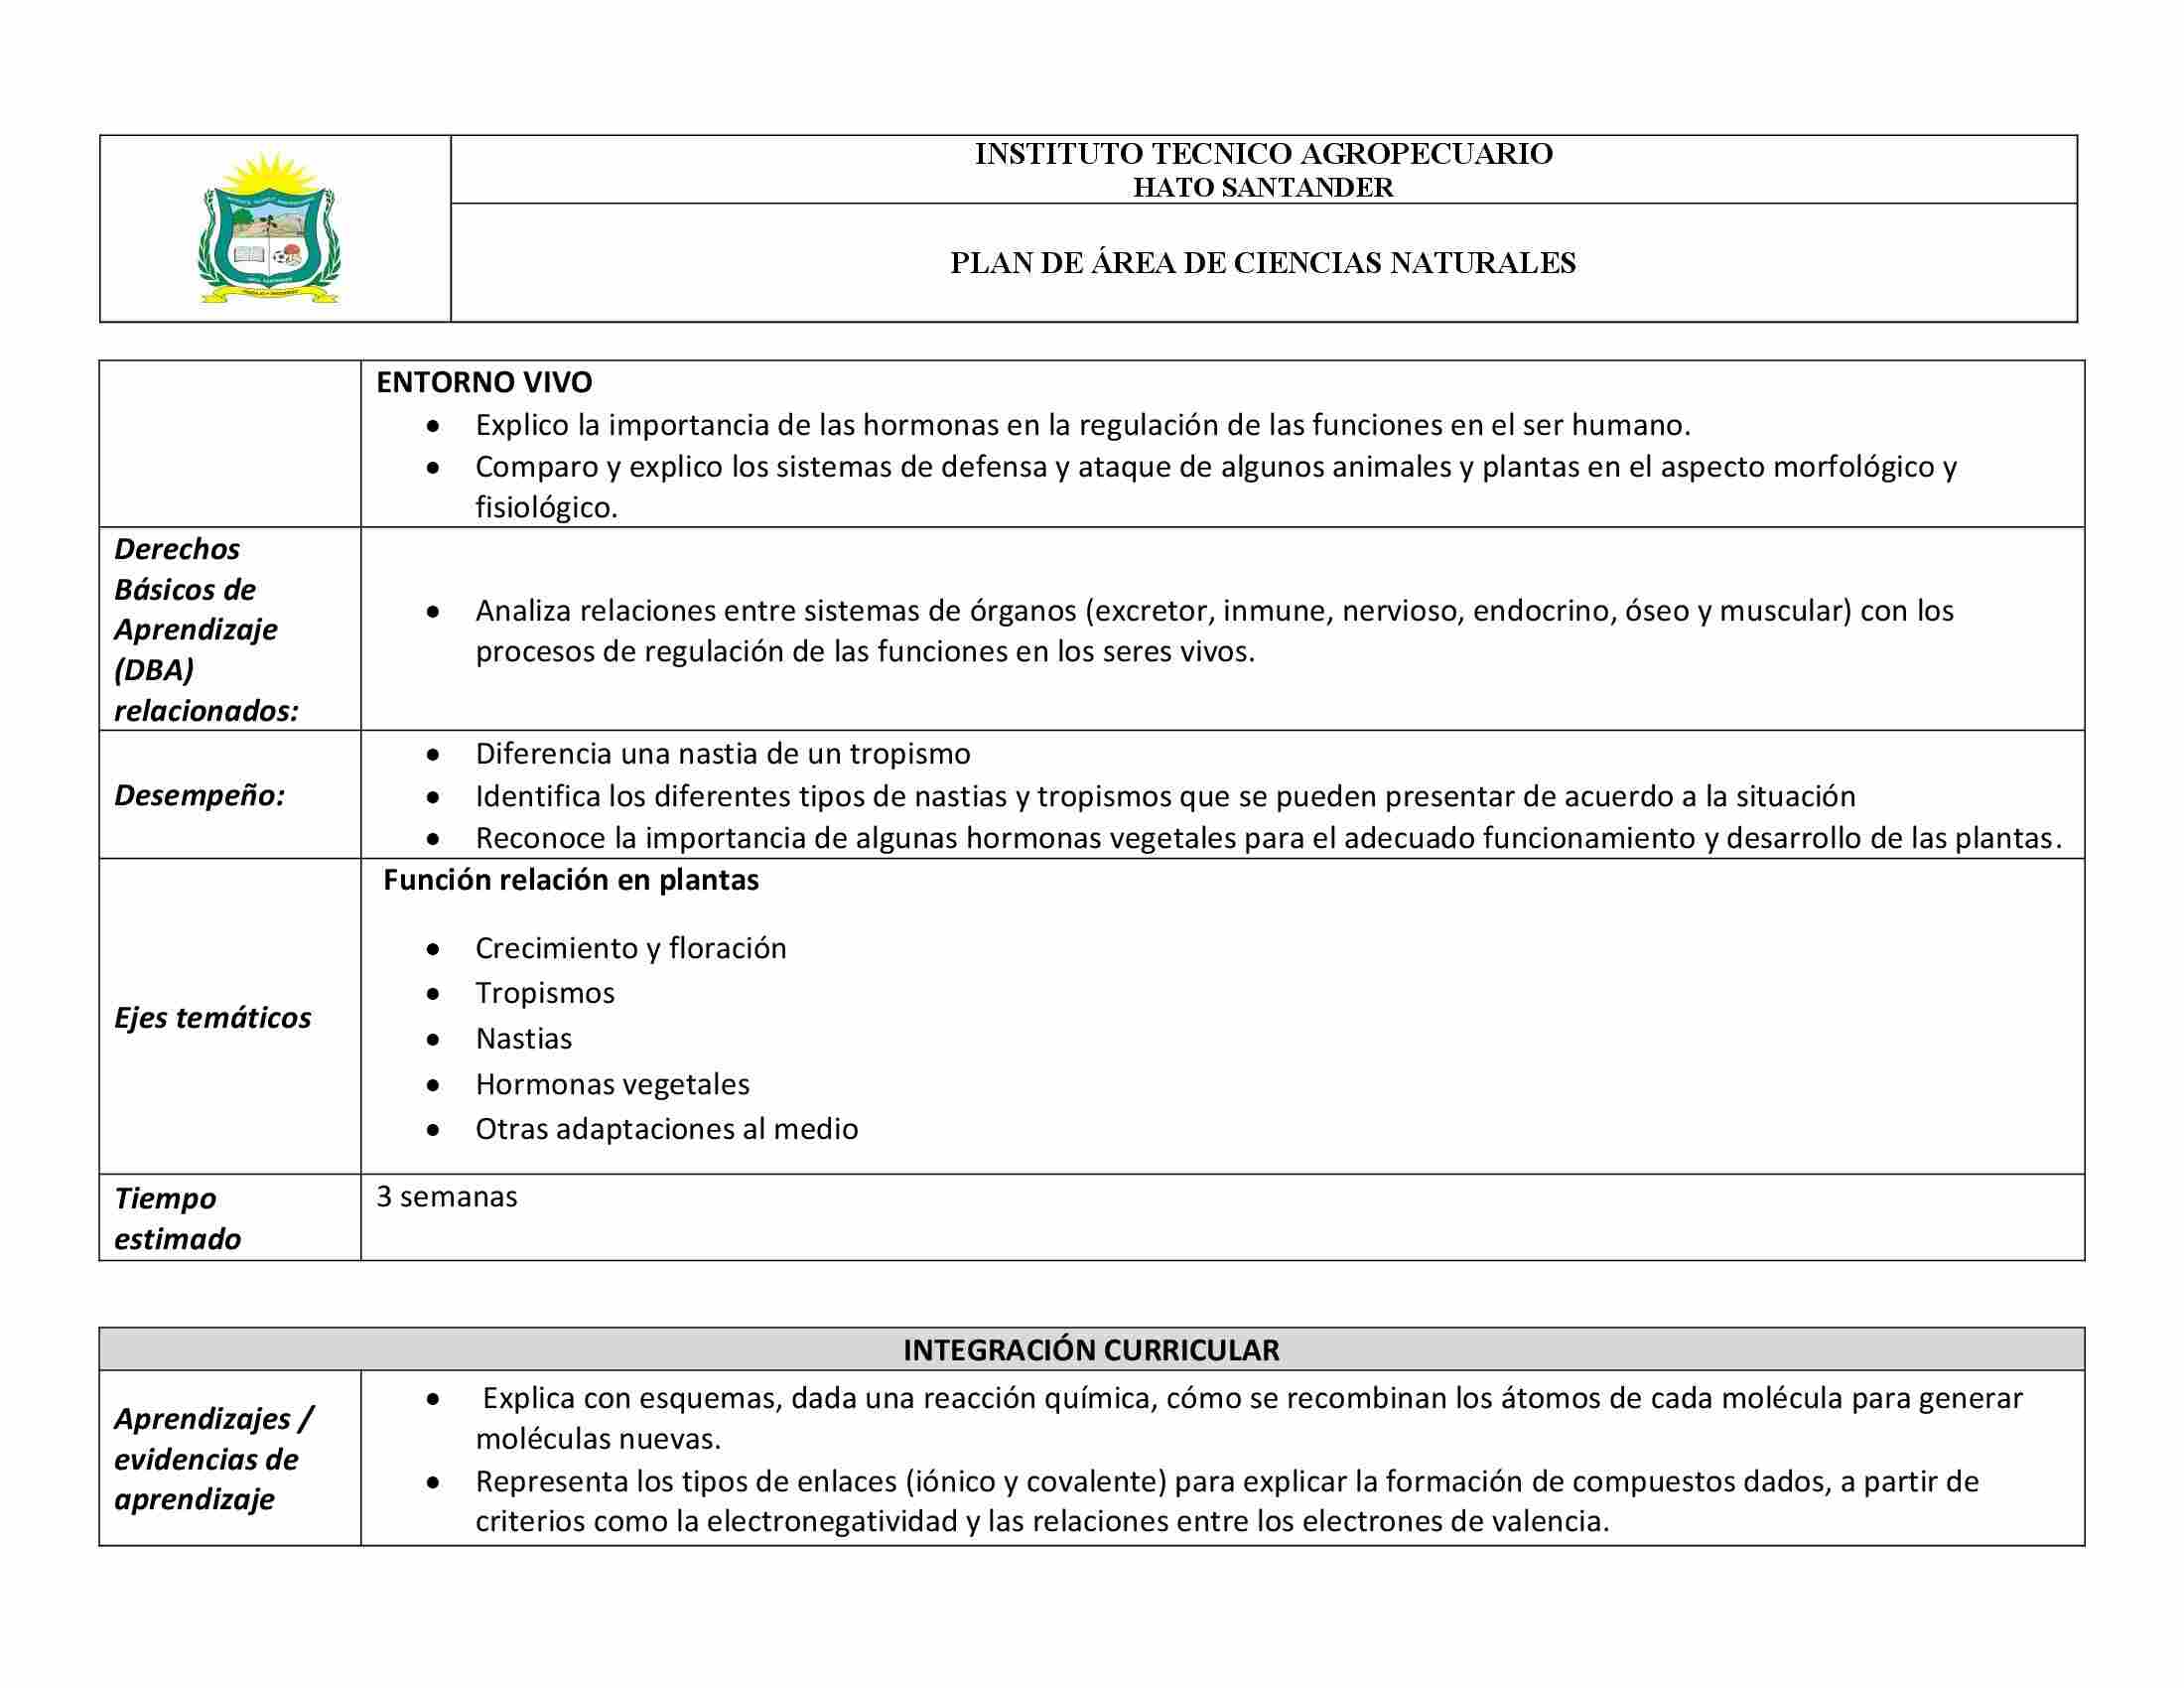 INSTITUTO TECNICO AGROPECUARIO
HATO SANTANDER
PLAN DE ÁREA DE CIENCIAS NATURALES
ENTORNO VIVO
• Explico la importancia de las hormonas en la regulación de las funciones en el ser humano.
• Comparo y explico los sistemas de defensa y ataque de algunos animales y plantas en el aspecto morfológico y
fisiológico.
Derechos
Básicos de
Aprendizaje
(DBA)
relacionados:
• Analiza relaciones entre sistemas de órganos (excretor, inmune, nervioso, endocrino, óseo y muscular) con los
procesos de regulación de las funciones en los seres vivos.
Desempeño:
• Diferencia una nastia de un tropismo
• Identifica los diferentes tipos de nastias y tropismos que se pueden presentar de acuerdo a la situación
• Reconoce la importancia de algunas hormonas vegetales para el adecuado funcionamiento y desarrollo de las plantas.
Ejes temáticos
Función relación en plantas
• Crecimiento y floración
• Tropismos
• Nastias
• Hormonas vegetales
• Otras adaptaciones al medio
Tiempo
estimado
3 semanas
INTEGRACIÓN CURRICULAR
Aprendizajes /
evidencias de
aprendizaje
• Explica con esquemas, dada una reacción química, cómo se recombinan los átomos de cada molécula para generar
moléculas nuevas.
• Representa los tipos de enlaces (iónico y covalente) para explicar la formación de compuestos dados, a partir de
criterios como la electronegatividad y las relaciones entre los electrones de valencia.